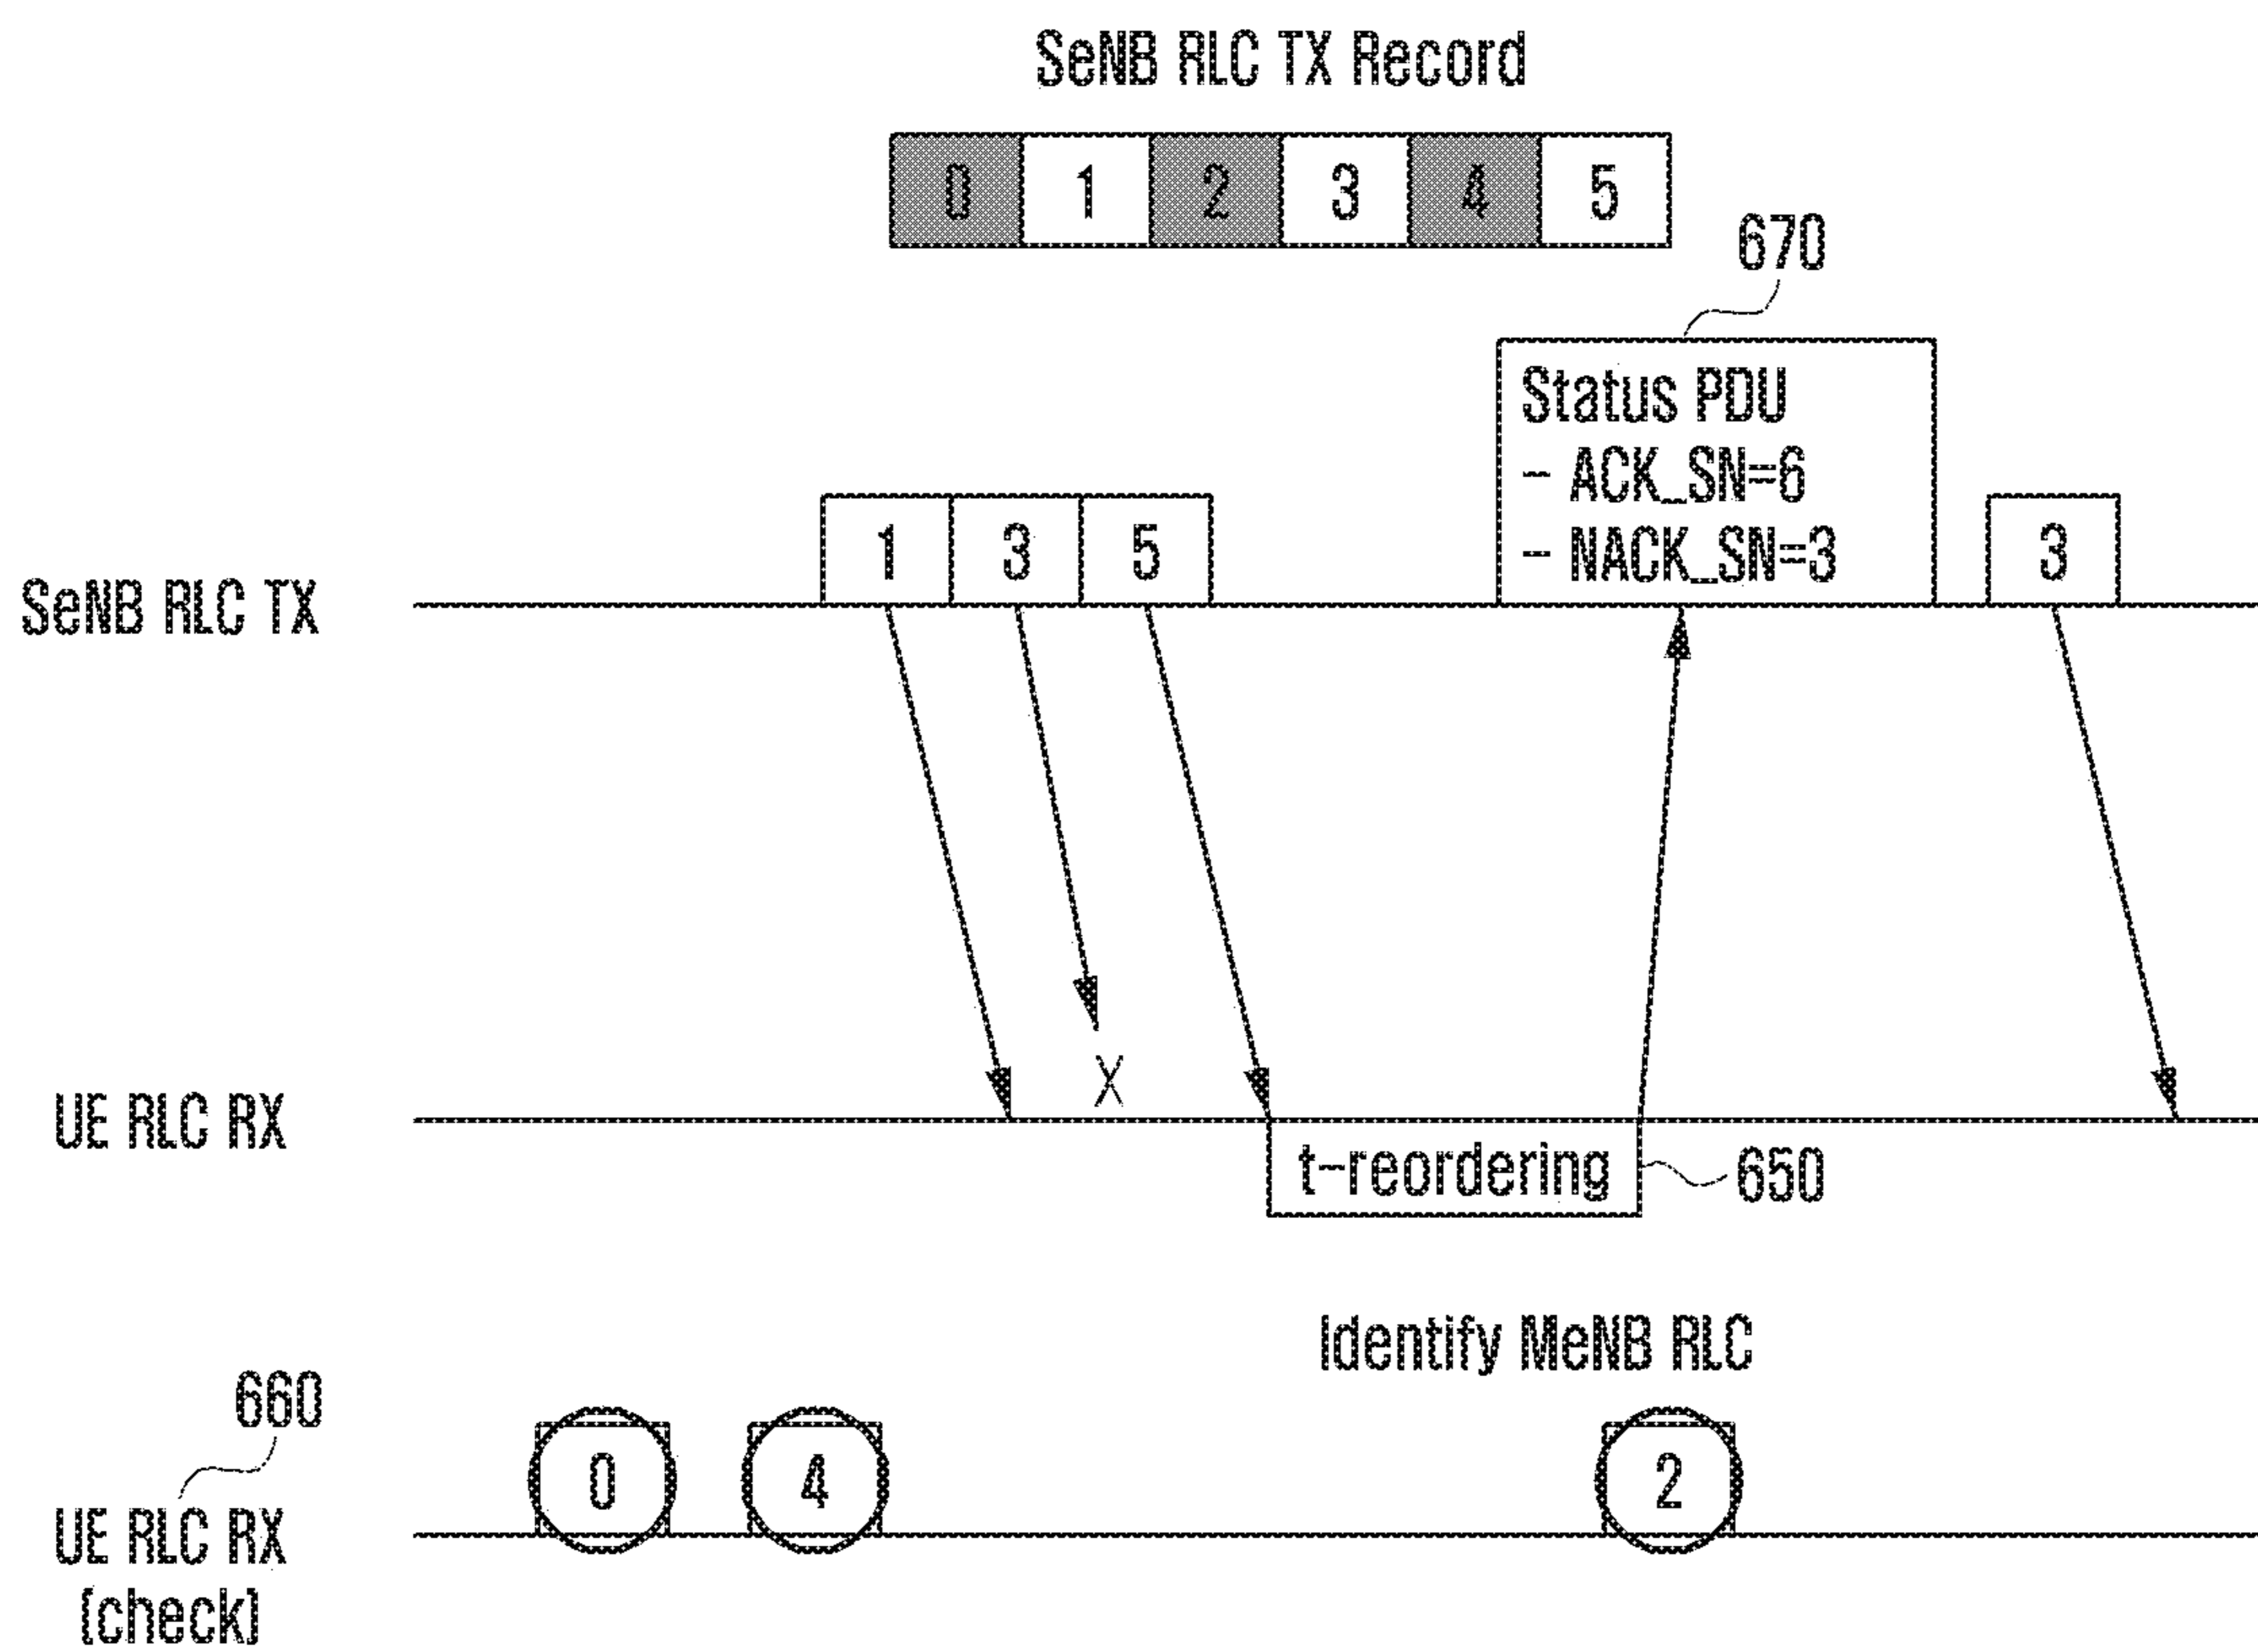 SeNB RLC TX Record
0 1 2 3 4 5
670
Status PDU
- ACK_SN=6
- NACK_SN=3
1 3 5
3
SeNB RLC TX
X
UE RLC RX
t-reordering
650
Identify MeNB RLC
660
0 4 2
UE RLC RX
(check)